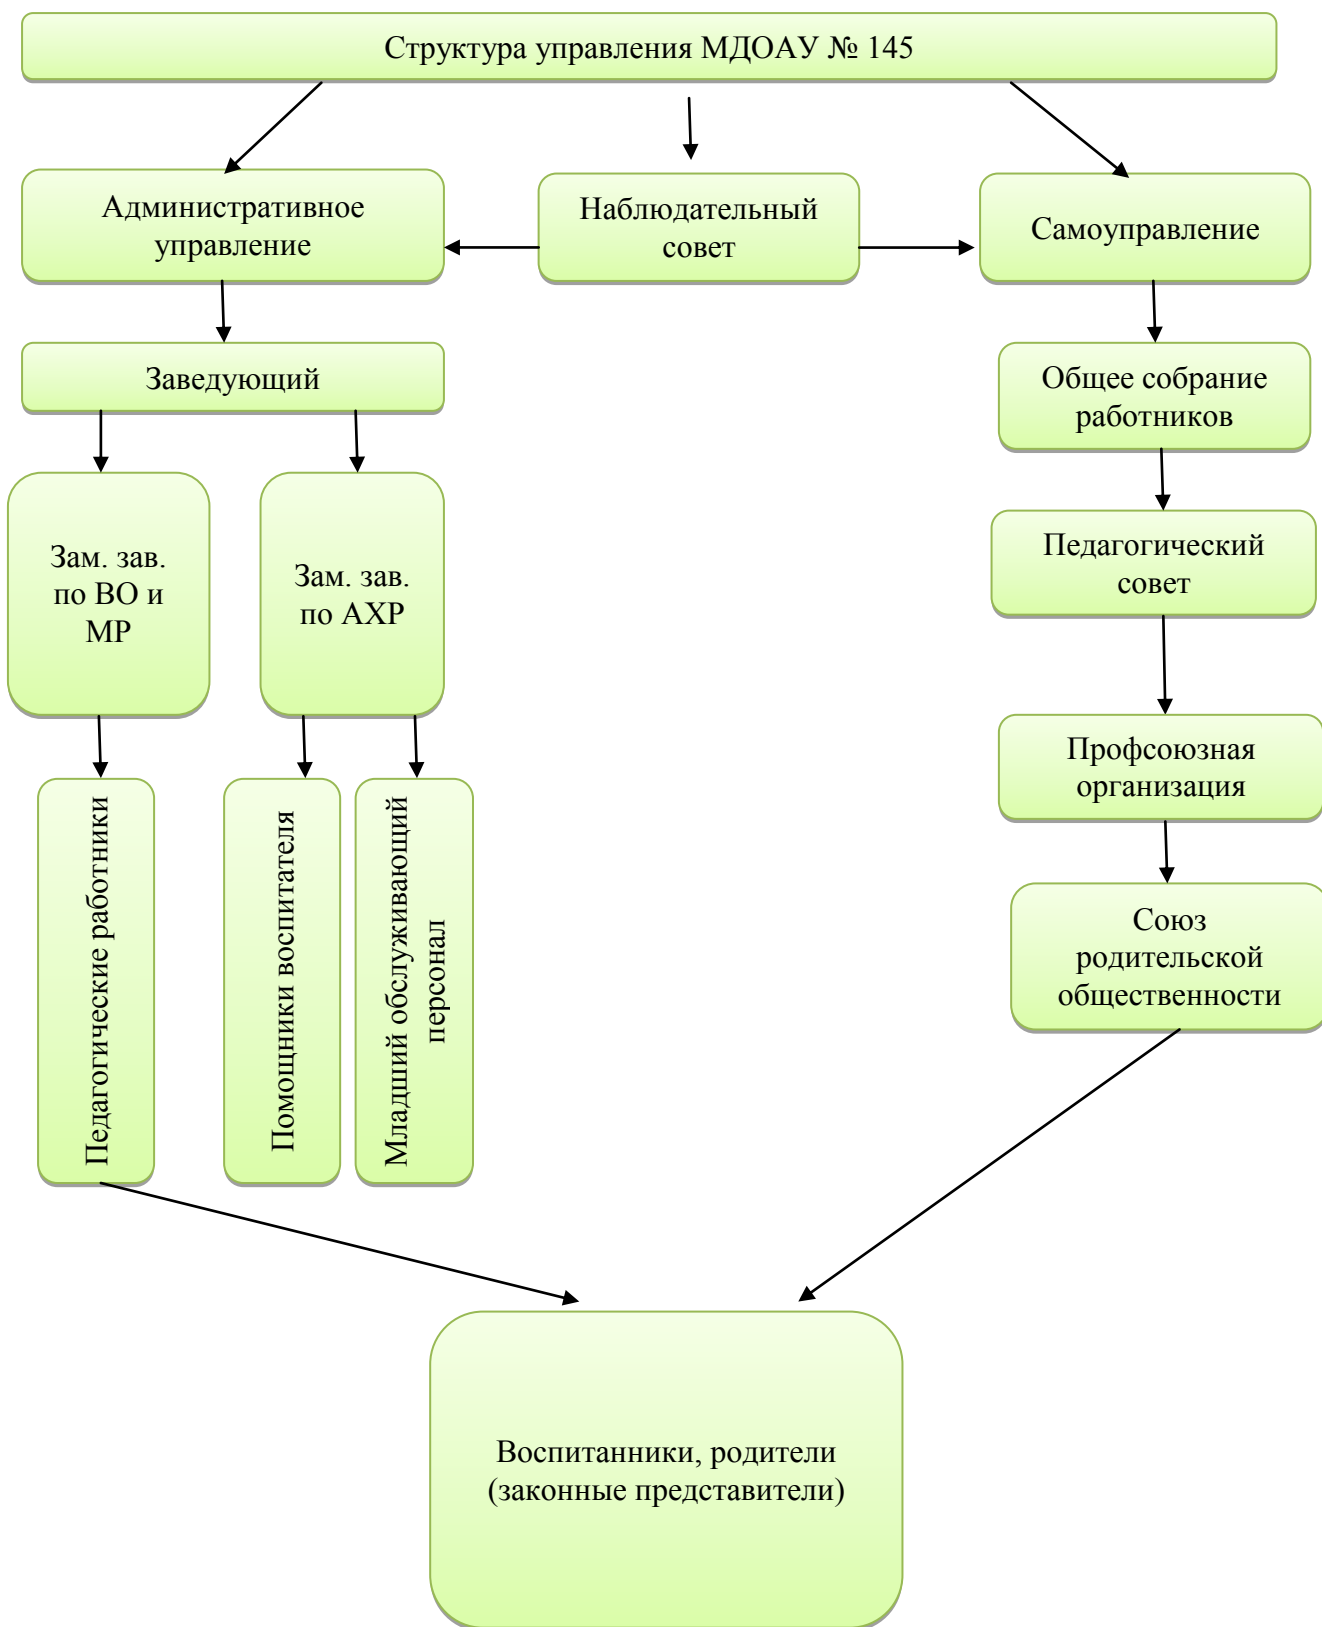 Структура управления МДОАУ № 145
Административное
управление
Наблюдательный
совет
Самоуправление
Заведующий
Общее собрание
работников
Зам. зав.
по ВО и
МР
Зам. зав.
по АХР
Педагогический
совет
Профсоюзная
организация
Педагогические работники
Помощники воспитателя
Младший обслуживающий
персонал
Союз
родительской
общественности
Воспитанники, родители
(законные представители)